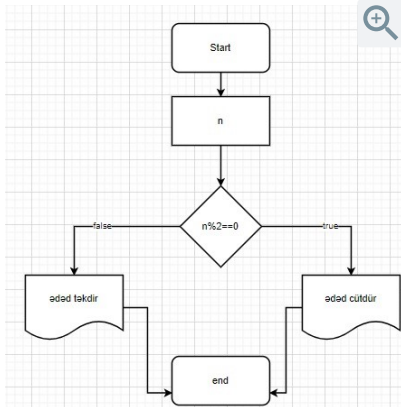 Start
n
n%2==0
false
true
ədəd təkdir
ədəd cütdür
end